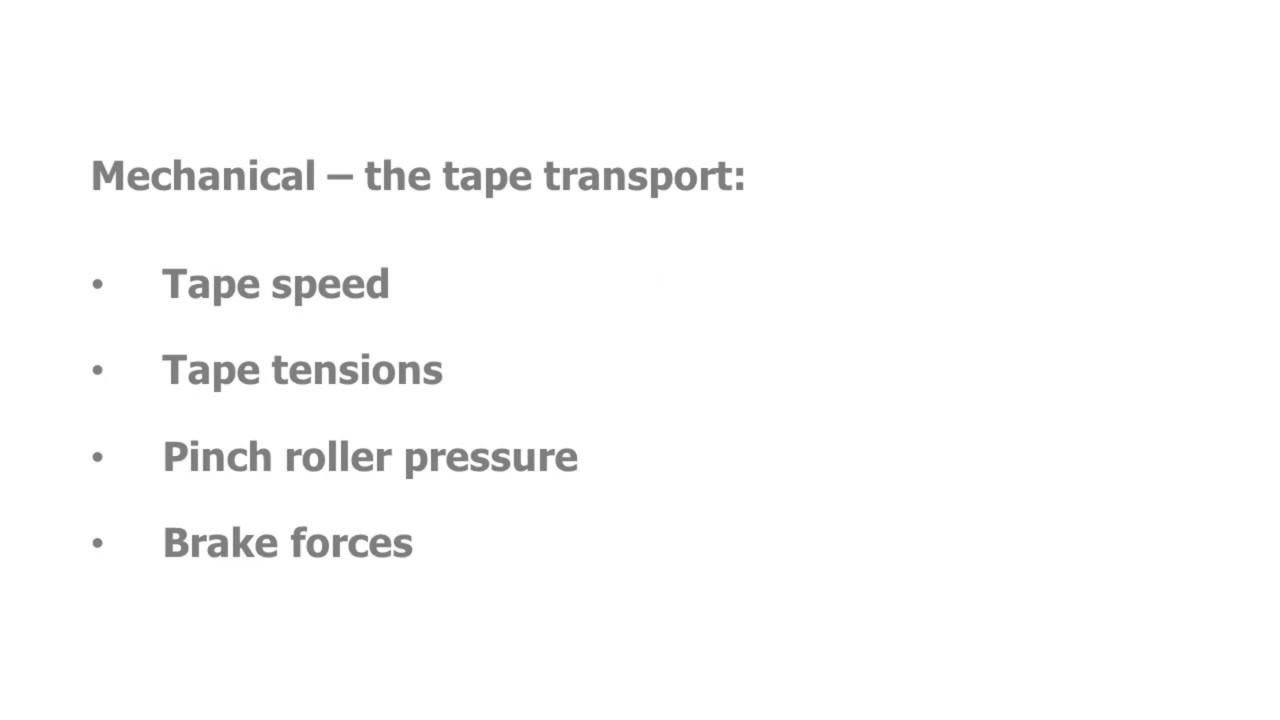 Mechanical – the tape transport:
• Tape speed
• Tape tensions
• Pinch roller pressure
• Brake forces